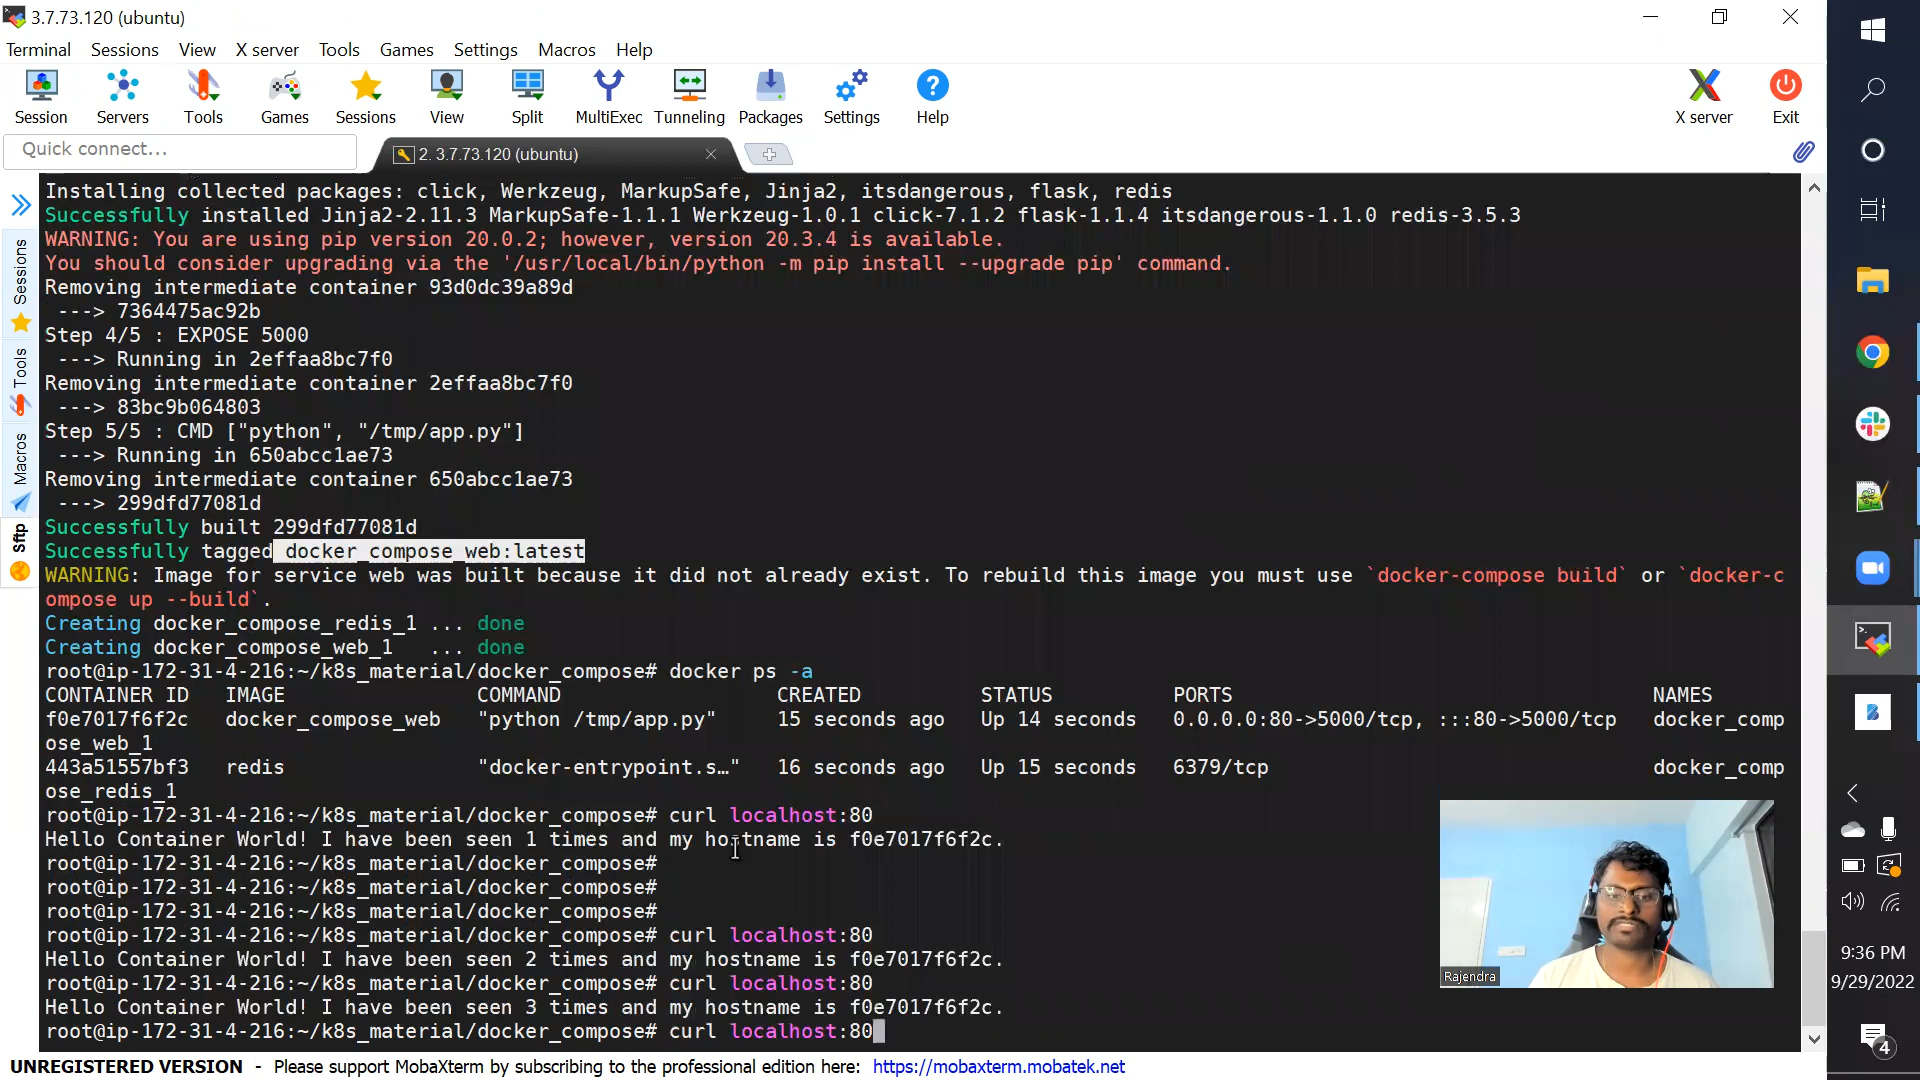 3.7.73.120 (ubuntu)
Terminal Sessions View X server Tools Games Settings Macros Help
Session Servers Tools Games Sessions View Split MultiExec Tunneling Packages Settings Help X server Exit
Quick connect...
2. 3.7.73.120 (ubuntu)
Sessions
Tools
Macros
Sftp
Installing collected packages: click, Werkzeug, MarkupSafe, Jinja2, itsdangerous, flask, redis
Successfully installed Jinja2-2.11.3 MarkupSafe-1.1.1 Werkzeug-1.0.1 click-7.1.2 flask-1.1.4 itsdangerous-1.1.0 redis-3.5.3
WARNING: You are using pip version 20.0.2; however, version 20.3.4 is available.
You should consider upgrading via the '/usr/local/bin/python -m pip install --upgrade pip' command.
Removing intermediate container 93d0dc39a89d
---> 7364475ac92b
Step 4/5 : EXPOSE 5000
---> Running in 2effaa8bc7f0
Removing intermediate container 2effaa8bc7f0
---> 83bc9b064803
Step 5/5 : CMD ["python", "/tmp/app.py"]
---> Running in 650abcc1ae73
Removing intermediate container 650abcc1ae73
---> 299dfd77081d
Successfully built 299dfd77081d
Successfully tagged docker_compose_web:latest
WARNING: Image for service web was built because it did not already exist. To rebuild this image you must use `docker-compose build` or `docker-c
ompose up --build`.
Creating docker_compose_redis_1 ... done
Creating docker_compose_web_1   ... done
root@ip-172-31-4-216:~/k8s_material/docker_compose# docker ps -a
CONTAINER ID   IMAGE                COMMAND                  CREATED          STATUS          PORTS                                   NAMES
f0e7017f6f2c   docker_compose_web   "python /tmp/app.py"     15 seconds ago   Up 14 seconds   0.0.0.0:80->5000/tcp, :::80->5000/tcp   docker_comp
ose_web_1
443a51557bf3   redis                "docker-entrypoint.s…"   16 seconds ago   Up 15 seconds   6379/tcp                                docker_comp
ose_redis_1
root@ip-172-31-4-216:~/k8s_material/docker_compose# curl localhost:80
Hello Container World! I have been seen 1 times and my hostname is f0e7017f6f2c.
root@ip-172-31-4-216:~/k8s_material/docker_compose#
root@ip-172-31-4-216:~/k8s_material/docker_compose#
root@ip-172-31-4-216:~/k8s_material/docker_compose#
root@ip-172-31-4-216:~/k8s_material/docker_compose# curl localhost:80
Hello Container World! I have been seen 2 times and my hostname is f0e7017f6f2c.
root@ip-172-31-4-216:~/k8s_material/docker_compose# curl localhost:80
Hello Container World! I have been seen 3 times and my hostname is f0e7017f6f2c.
root@ip-172-31-4-216:~/k8s_material/docker_compose# curl localhost:80
Rajendra
9:36 PM
9/29/2022
4
UNREGISTERED VERSION - Please support MobaXterm by subscribing to the professional edition here: https://mobaxterm.mobatek.net